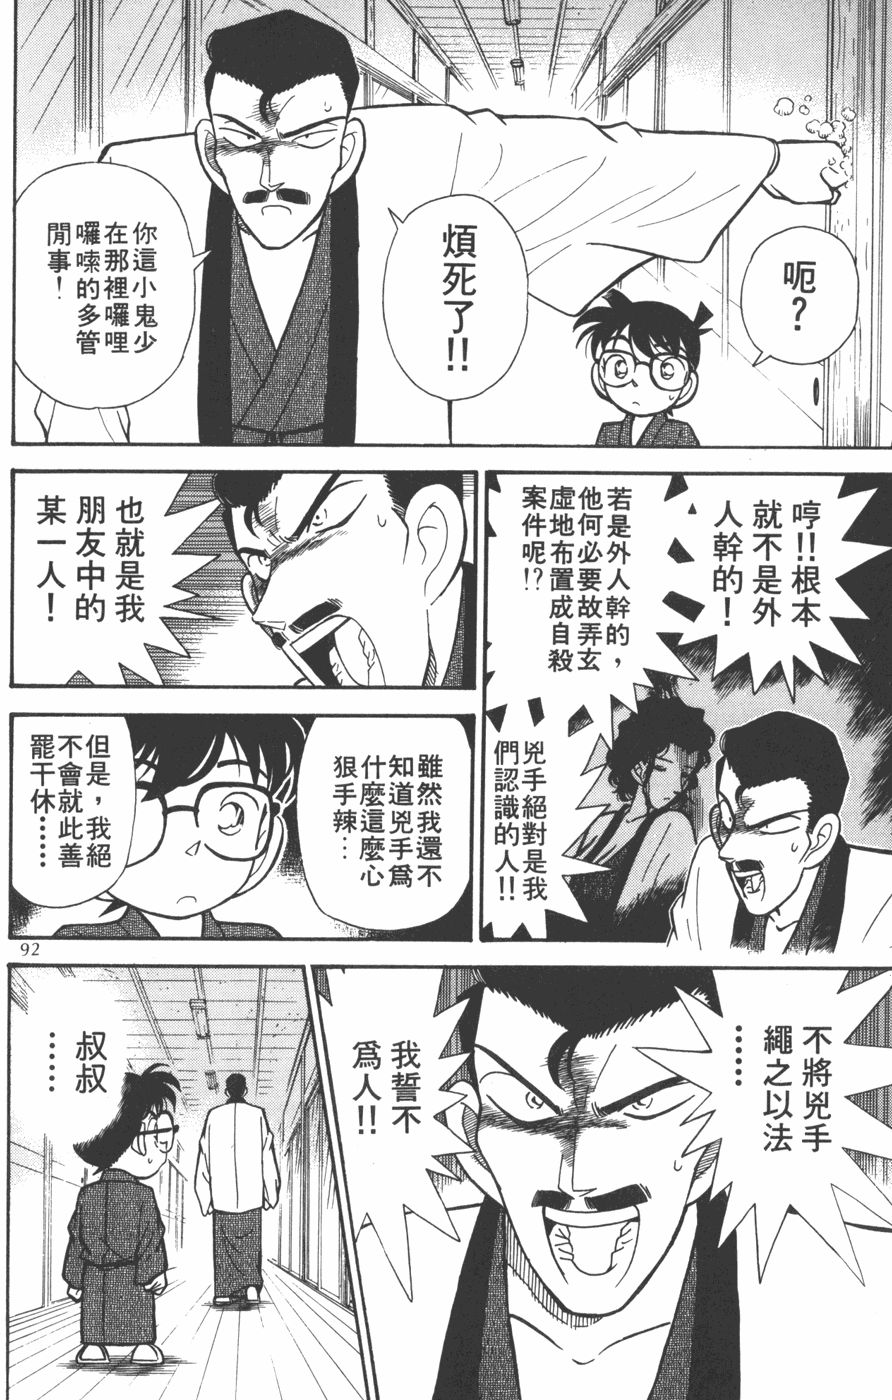 呃?
煩死了!!
你這小鬼少
在那裡囉哩
囉嗦的多管
閒事!
哼!!根本
就不是外
人幹的!
若是外人幹的,
他何必要故弄玄
虛地布置成自殺
案件呢!?
兇手絕對是我
們認識的人!!
也就是我
朋友中的
某一人!
雖然我還不
知道兇手為
什麼這麼心
狠手辣…
但是,我絕
不會就此善
罷干休……
92
不將兇手
繩之以法
……
我誓不
為人!!
叔叔
……